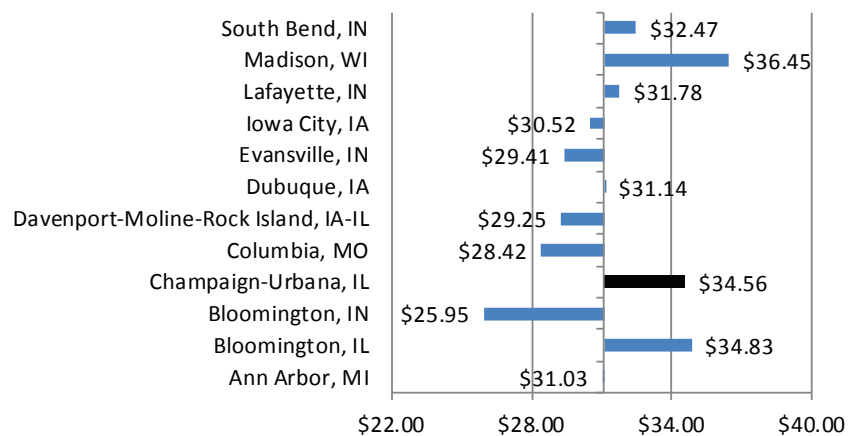 South Bend, IN $32.47
Madison, WI $36.45
Lafayette, IN $31.78
Iowa City, IA $30.52
Evansville, IN $29.41
Dubuque, IA $31.14
Davenport-Moline-Rock Island, IA-IL $29.25
Columbia, MO $28.42
Champaign-Urbana, IL $34.56
Bloomington, IN $25.95
Bloomington, IL $34.83
Ann Arbor, MI $31.03
$22.00 $28.00 $34.00 $40.00